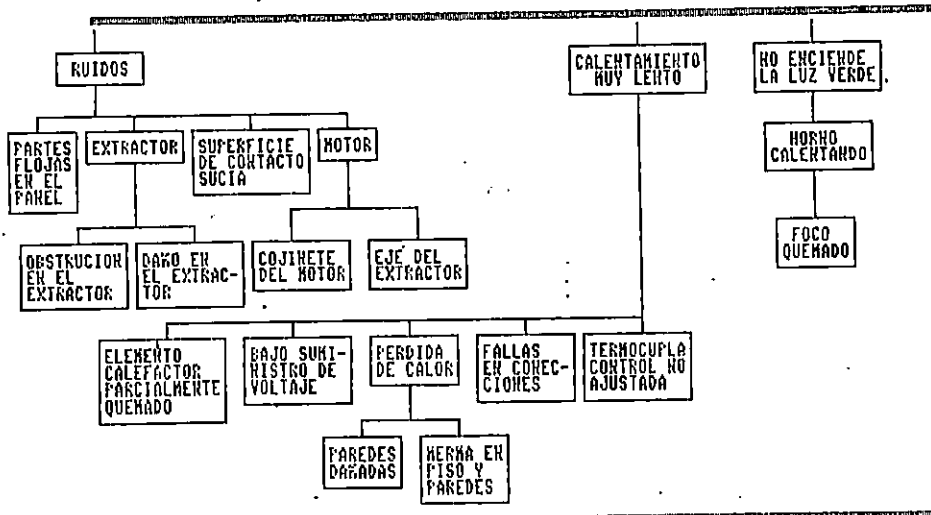 RUIDOS
CALENTAMIENTO
MUY LENTO
NO ENCIENDE
LA LUZ VERDE
PARTES
FLOJAS
EN EL
PANEL
EXTRACTOR
SUPERFICIE
DE CONTACTO
SUCIA
MOTOR
HORNO
CALENTANDO
OBSTRUCION
EN EL
EXTRACTOR
DAÑO EN
EL EXTRAC-
TOR
COJINETE
DEL MOTOR
EJE DEL
EXTRACTOR
FOCO
QUEMADO
ELEMENTO
CALEFACTOR
PARCIALMENTE
QUEMADO
BAJO SUMI-
NISTRO DE
VOLTAJE
PERDIDA
DE CALOR
FALLAS
EN CONEC-
CIONES
TERMOCUPLA
CONTROL NO
AJUSTADA
PAREDES
DAÑADAS
MERMA EN
PISO Y
PAREDES